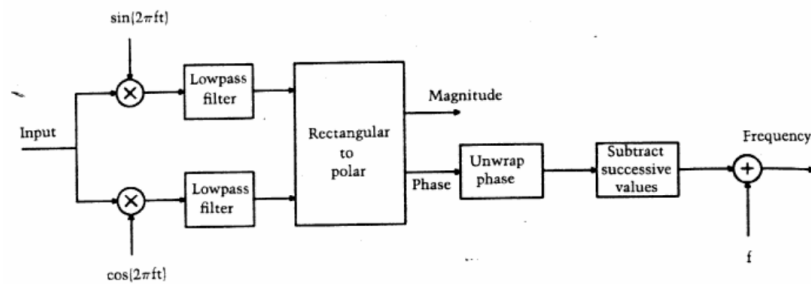 sin(2πft)
Lowpass
filter
Input
Rectangular
to
polar
Magnitude
Phase
Unwrap
phase
Subtract
successive
values
Frequency
Lowpass
filter
cos(2πft)
f